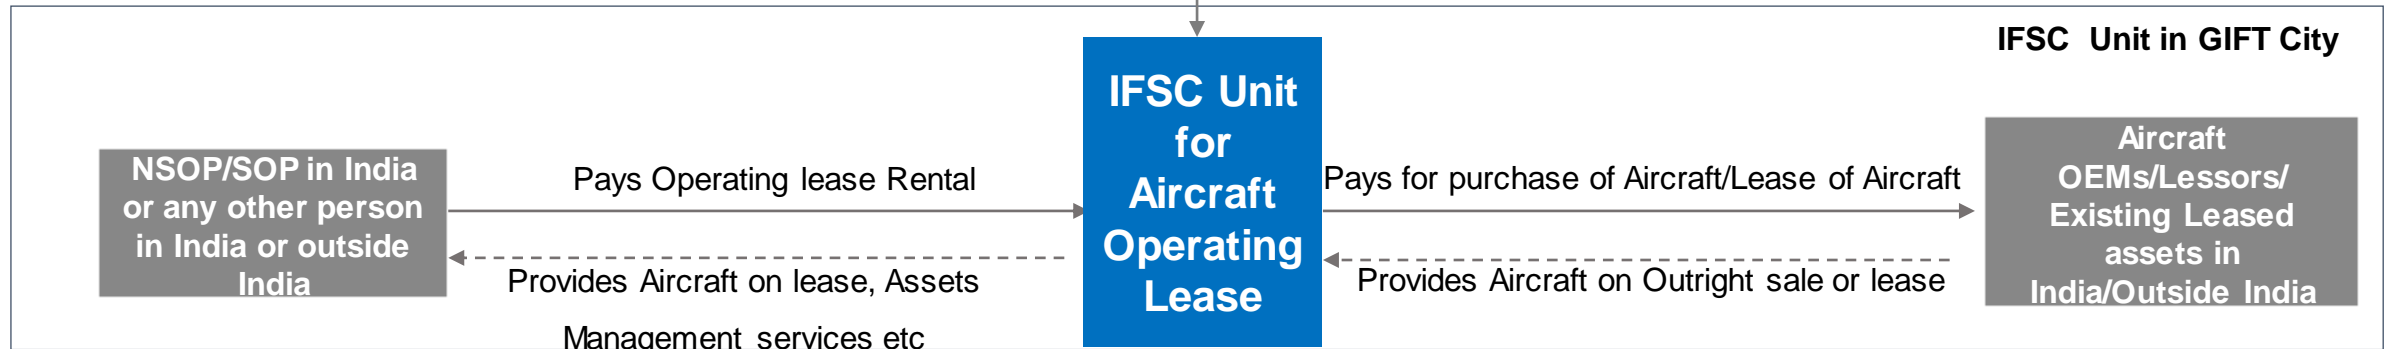 IFSC Unit in GIFT City
NSOP/SOP in India
or any other person
in India or outside
India
Pays Operating lease Rental
Provides Aircraft on lease, Assets
Management services etc
IFSC Unit
for
Aircraft
Operating
Lease
Pays for purchase of Aircraft/Lease of Aircraft
Provides Aircraft on Outright sale or lease
Aircraft
OEMs/Lessors/
Existing Leased
assets in
India/Outside India